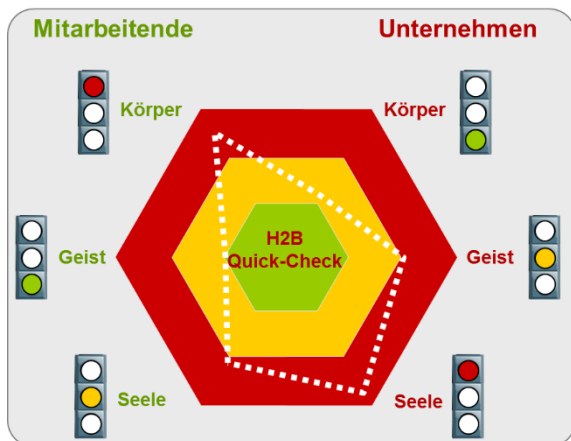 Mitarbeitende
Unternehmen
Körper
Körper
H2B
Quick-Check
Geist
Geist
Seele
Seele